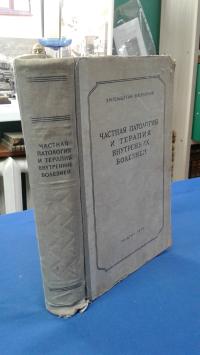 ЧАСТНАЯ
ПАТОЛОГИЯ
И ТЕРАПИЯ
ВНУТРЕННИХ
БОЛЕЗНЕЙ
ЧАСТНАЯ ПАТОЛОГИЯ
И ТЕРАПИЯ
ВНУТРЕННИХ
БОЛЕЗНЕЙ